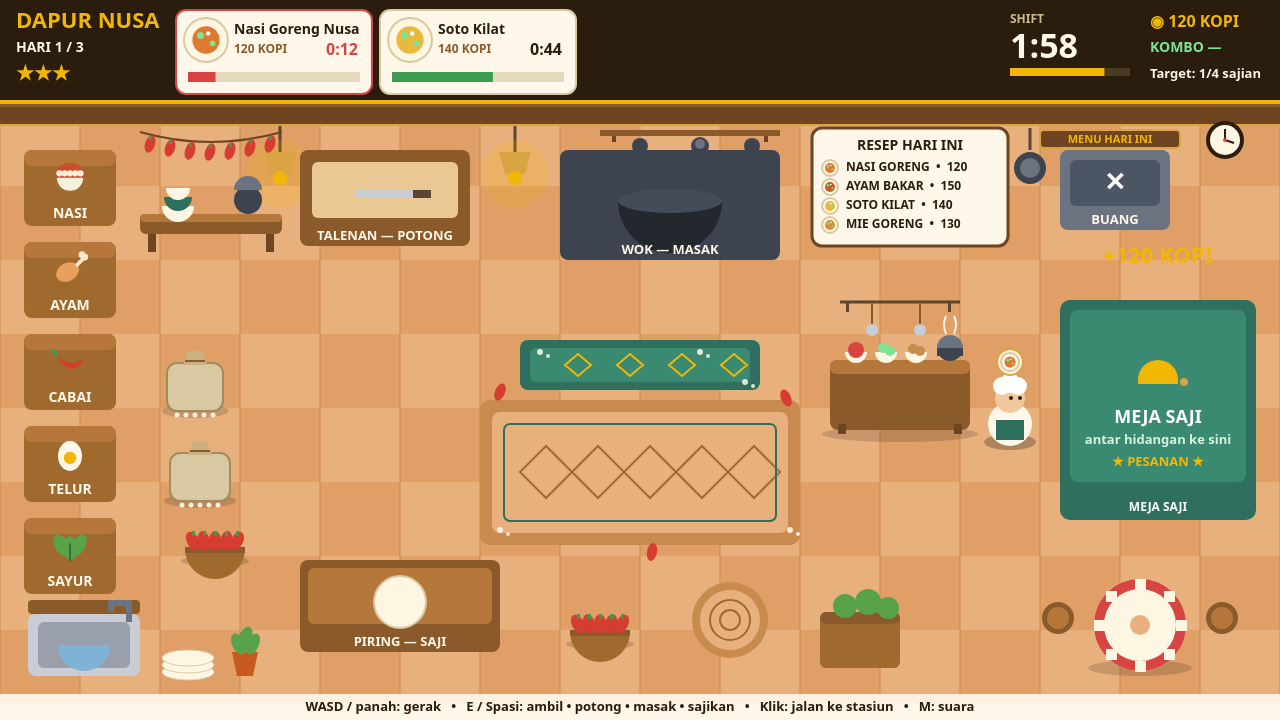 DAPUR NUSA
HARI 1 / 3
★★★
Nasi Goreng Nusa
120 KOPI 0:12
Soto Kilat
140 KOPI 0:44
SHIFT
1:58
◉ 120 KOPI
KOMBO —
Target: 1/4 sajian
MENU HARI INI
RESEP HARI INI
NASI GORENG • 120
AYAM BAKAR • 150
SOTO KILAT • 140
MIE GORENG • 130
✕
BUANG
+120 KOPI
NASI
AYAM
CABAI
TELUR
SAYUR
TALENAN — POTONG
WOK — MASAK
MEJA SAJI
antar hidangan ke sini
★ PESANAN ★
MEJA SAJI
PIRING — SAJI
WASD / panah: gerak • E / Spasi: ambil • potong • masak • sajikan • Klik: jalan ke stasiun • M: suara